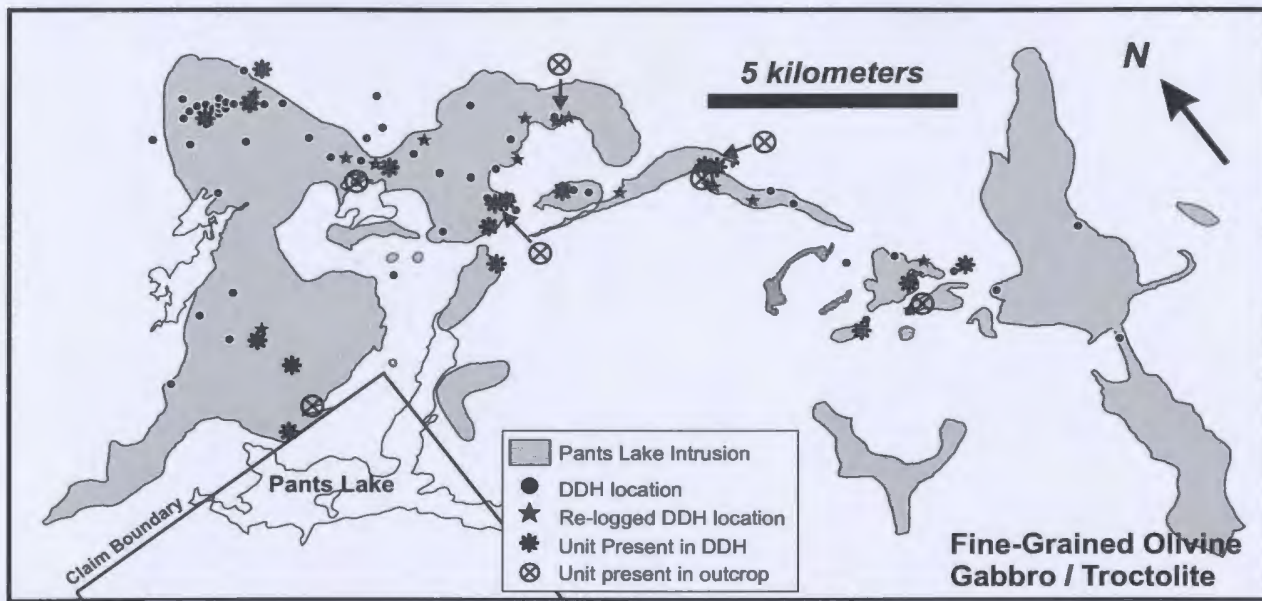 5 kilometers
N
Pants Lake
Claim Boundary
Pants Lake Intrusion
DDH location
Re-logged DDH location
Unit Present in DDH
Unit present in outcrop
Fine-Grained Olivine
Gabbro / Troctolite